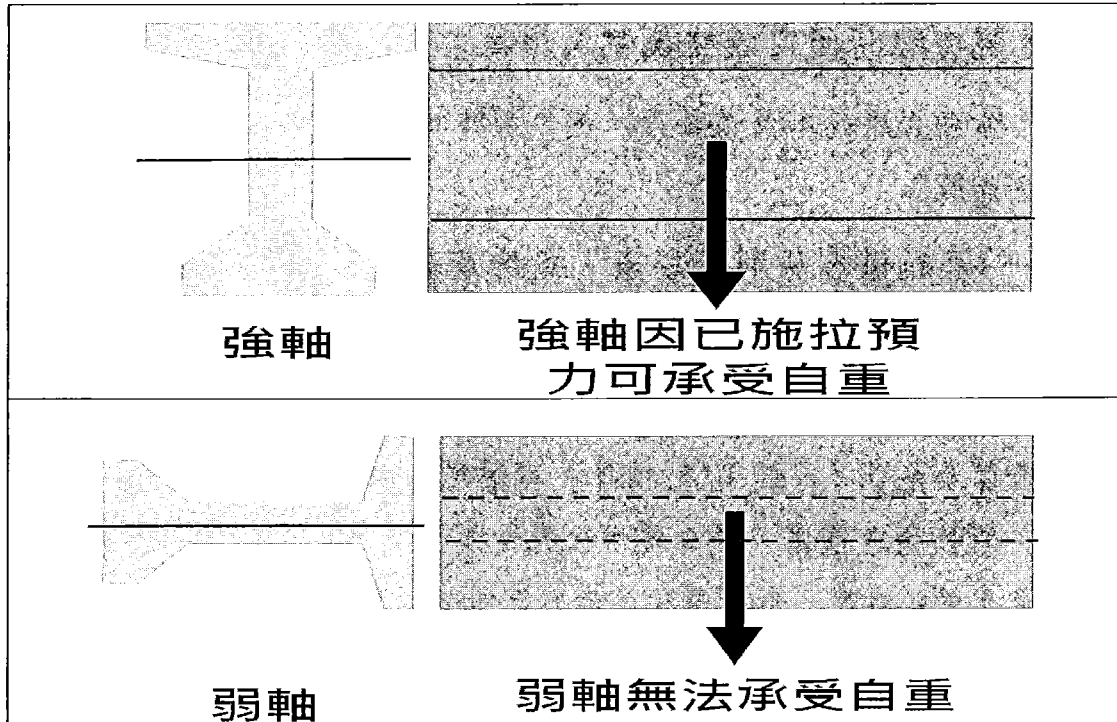 強軸
強軸因已施拉預
力可承受自重
弱軸
弱軸無法承受自重